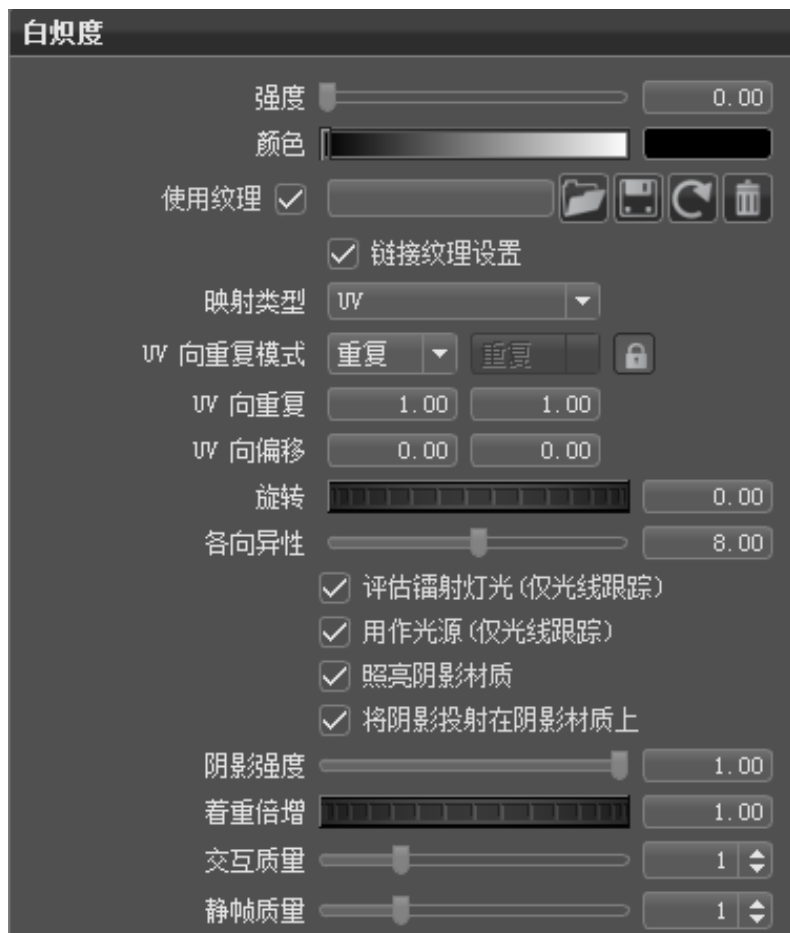 白炽度
强度 0.00
颜色
使用纹理
链接纹理设置
映射类型 UV
UV 向重复模式 重复 重复
UV 向重复 1.00 1.00
UV 向偏移 0.00 0.00
旋转 0.00
各向异性 8.00
评估镭射灯光(仅光线跟踪)
用作光源(仅光线跟踪)
照亮阴影材质
将阴影投射在阴影材质上
阴影强度 1.00
着重倍增 1.00
交互质量 1
静帧质量 1